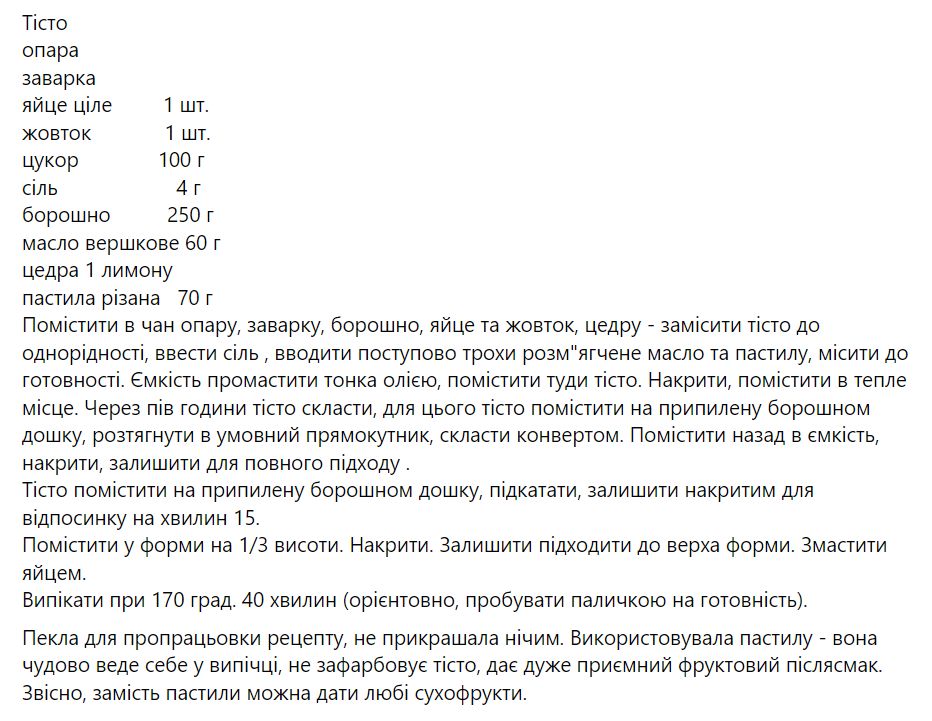 Тісто
опара
заварка
яйце ціле 1 шт.
жовток 1 шт.
цукор 100 г
сіль 4 г
борошно 250 г
масло вершкове 60 г
цедра 1 лимону
пастила різана 70 г
Помістити в чан опару, заварку, борошно, яйце та жовток, цедру - замісити тісто до
однорідності, ввести сіль , вводити поступово трохи розм"ягчене масло та пастилу, місити до
готовності. Ємкість промастити тонка олією, помістити туди тісто. Накрити, помістити в тепле
місце. Через пів години тісто скласти, для цього тісто помістити на припилену борошном
дошку, розтягнути в умовний прямокутник, скласти конвертом. Помістити назад в ємкість,
накрити, залишити для повного підходу .
Тісто помістити на припилену борошном дошку, підкатати, залишити накритим для
відпосинку на хвилин 15.
Помістити у форми на 1/3 висоти. Накрити. Залишити підходити до верха форми. Змастити
яйцем.
Випікати при 170 град. 40 хвилин (орієнтовно, пробувати паличкою на готовність).
Пекла для пропрацьовки рецепту, не прикрашала нічим. Використовувала пастилу - вона
чудово веде себе у випічці, не зафарбовує тісто, дає дуже приємний фруктовий післясмак.
Звісно, замість пастили можна дати любі сухофрукти.